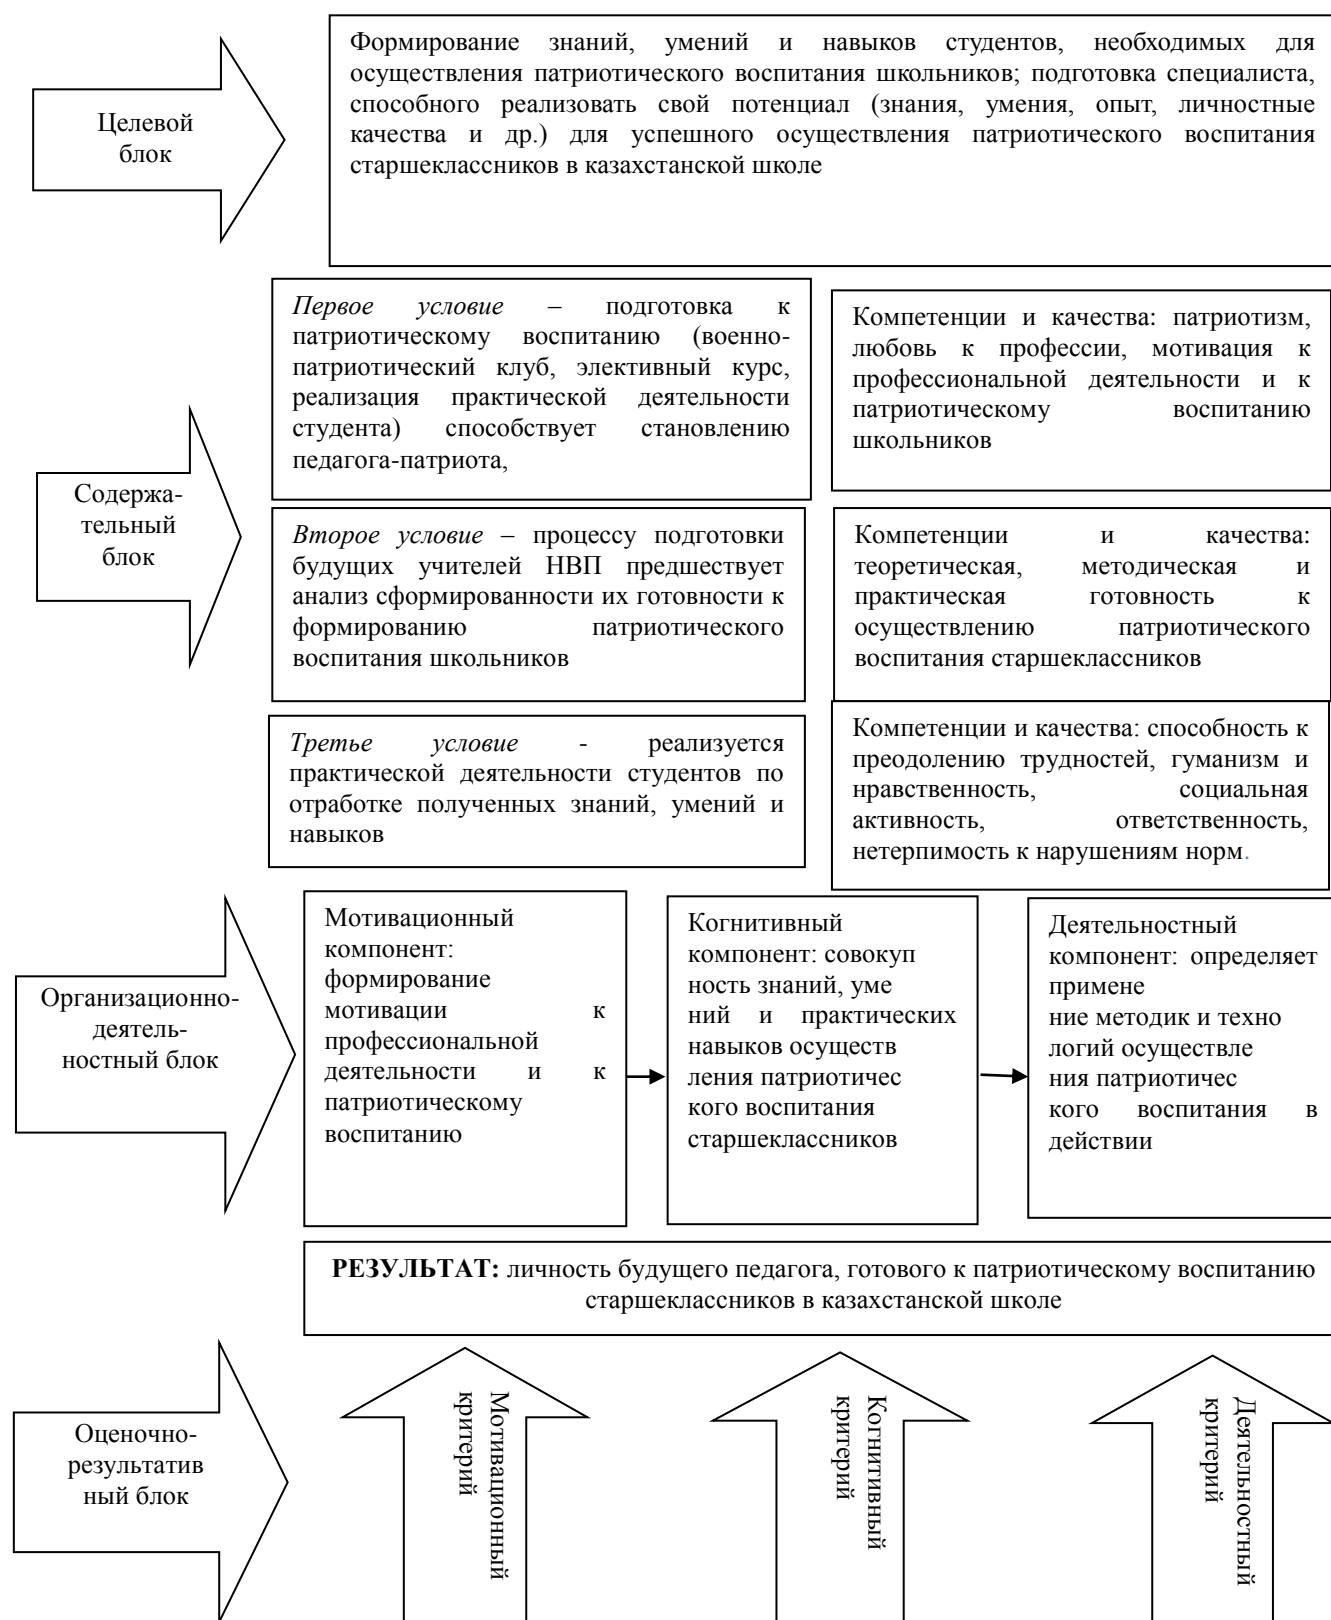 Целевой
блок
Формирование знаний, умений и навыков студентов, необходимых для
осуществления патриотического воспитания школьников; подготовка специалиста,
способного реализовать свой потенциал (знания, умения, опыт, личностные
качества и др.) для успешного осуществления патриотического воспитания
старшеклассников в казахстанской школе
Содержа-
тельный
блок
Первое условие – подготовка к
патриотическому воспитанию (военно-
патриотический клуб, элективный курс,
реализация практической деятельности
студента) способствует становлению
педагога-патриота,
Компетенции и качества: патриотизм,
любовь к профессии, мотивация к
профессиональной деятельности и к
патриотическому воспитанию
школьников
Второе условие – процессу подготовки
будущих учителей НВП предшествует
анализ сформированности их готовности к
формированию патриотического
воспитания школьников
Компетенции и качества:
теоретическая, методическая и
практическая готовность к
осуществлению патриотического
воспитания старшеклассников
Третье условие - реализуется
практической деятельности студентов по
отработке полученных знаний, умений и
навыков
Компетенции и качества: способность к
преодолению трудностей, гуманизм и
нравственность, социальная
активность, ответственность,
нетерпимость к нарушениям норм.
Организационно-
деятель-
ностный блок
Мотивационный
компонент:
формирование
мотивации к
профессиональной
деятельности и к
патриотическому
воспитанию
Когнитивный
компонент: совокуп
ность знаний, уме
ний и практических
навыков осуществ
ления патриотичес
кого воспитания
старшеклассников
Деятельностный
компонент: определяет
примене
ние методик и техно
логий осуществле
ния патриотичес
кого воспитания в
действии
РЕЗУЛЬТАТ: личность будущего педагога, готового к патриотическому воспитанию
старшеклассников в казахстанской школе
Оценочно-
результатив
ный блок
Мотивационный
критерий
Когнитивный
критерий
Деятельностный
критерий